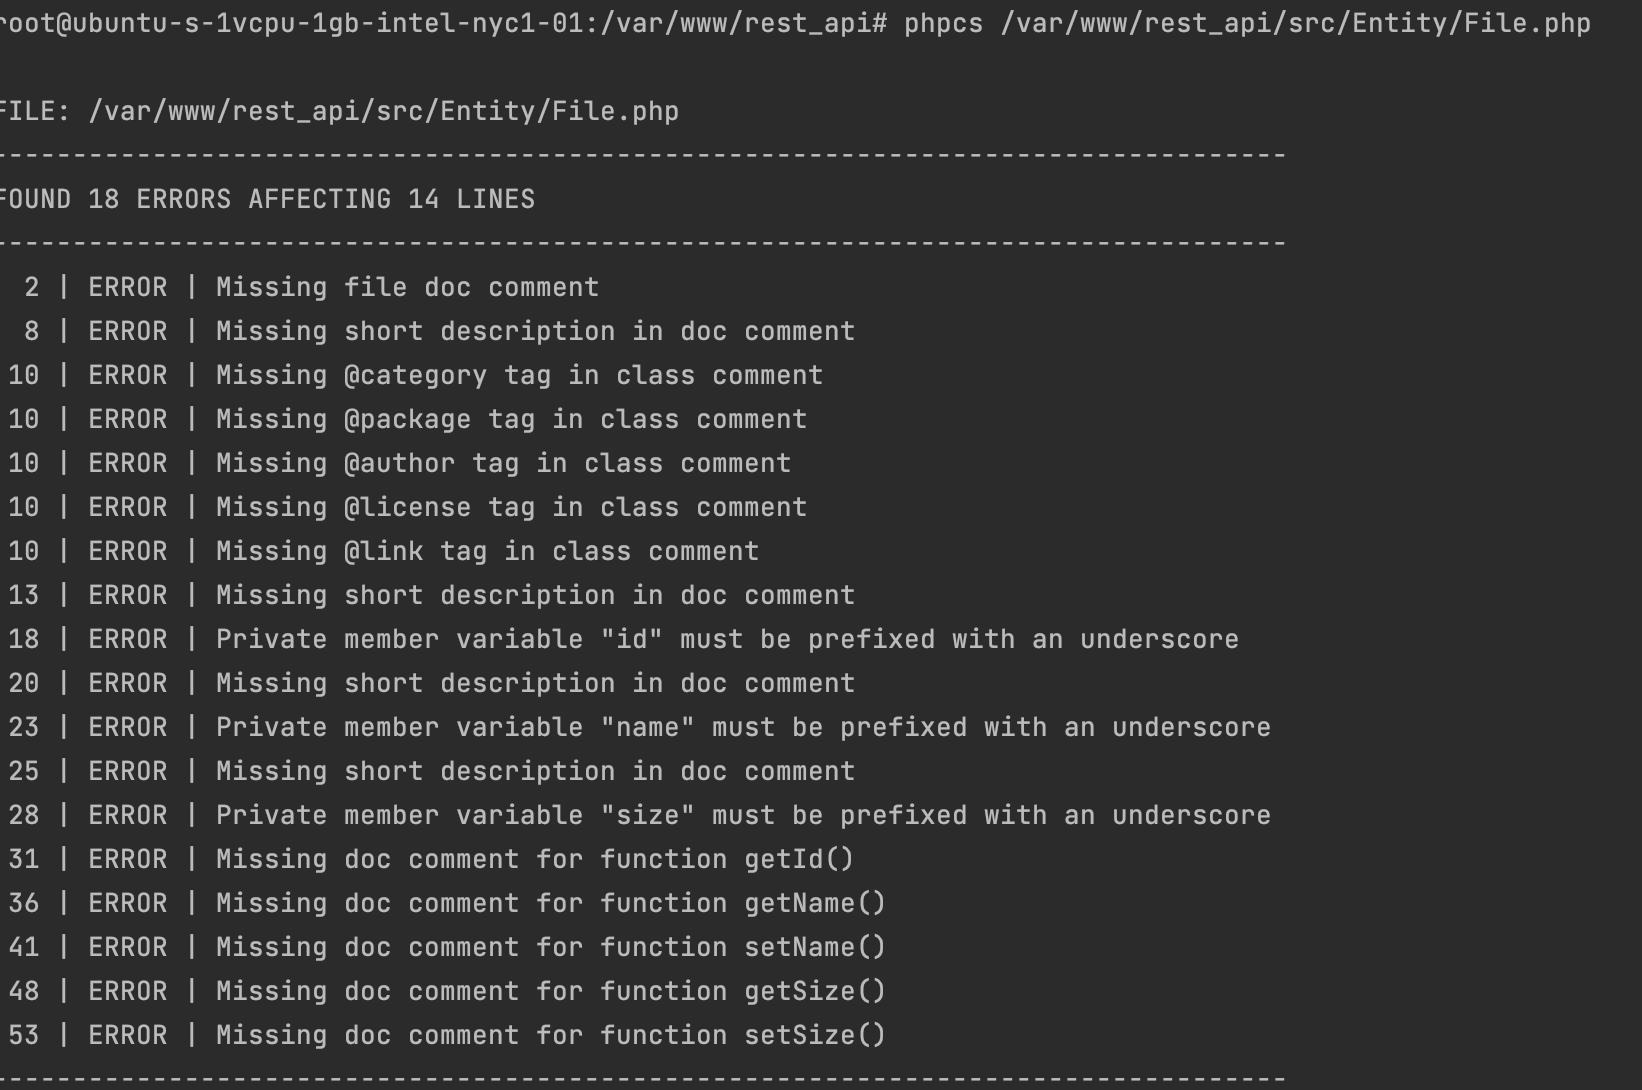 root@ubuntu-s-1vcpu-1gb-intel-nyc1-01:/var/www/rest_api# phpcs /var/www/rest_api/src/Entity/File.php
FILE: /var/www/rest_api/src/Entity/File.php
--------------------------------------------------------------------------------
FOUND 18 ERRORS AFFECTING 14 LINES
--------------------------------------------------------------------------------
2 | ERROR | Missing file doc comment
8 | ERROR | Missing short description in doc comment
10 | ERROR | Missing @category tag in class comment
10 | ERROR | Missing @package tag in class comment
10 | ERROR | Missing @author tag in class comment
10 | ERROR | Missing @license tag in class comment
10 | ERROR | Missing @link tag in class comment
13 | ERROR | Missing short description in doc comment
18 | ERROR | Private member variable "id" must be prefixed with an underscore
20 | ERROR | Missing short description in doc comment
23 | ERROR | Private member variable "name" must be prefixed with an underscore
25 | ERROR | Missing short description in doc comment
28 | ERROR | Private member variable "size" must be prefixed with an underscore
31 | ERROR | Missing doc comment for function getId()
36 | ERROR | Missing doc comment for function getName()
41 | ERROR | Missing doc comment for function setName()
48 | ERROR | Missing doc comment for function getSize()
53 | ERROR | Missing doc comment for function setSize()
--------------------------------------------------------------------------------